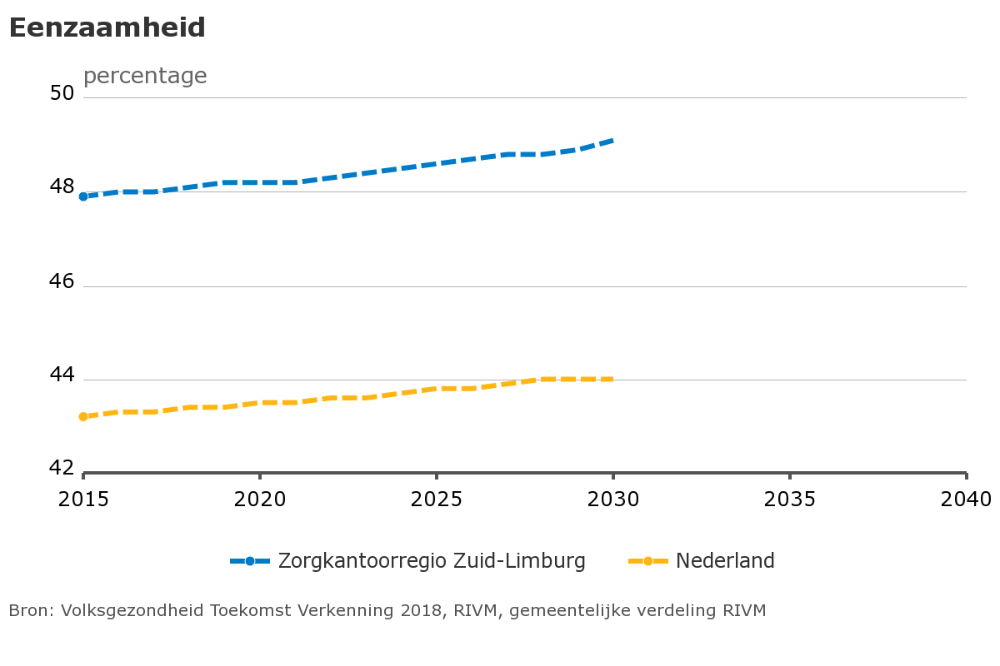 Eenzaamheid
percentage
50
48
46
44
42
2015 2020 2025 2030 2035 2040
Zorgkantoorregio Zuid-Limburg Nederland
Bron: Volksgezondheid Toekomst Verkenning 2018, RIVM, gemeentelijke verdeling RIVM